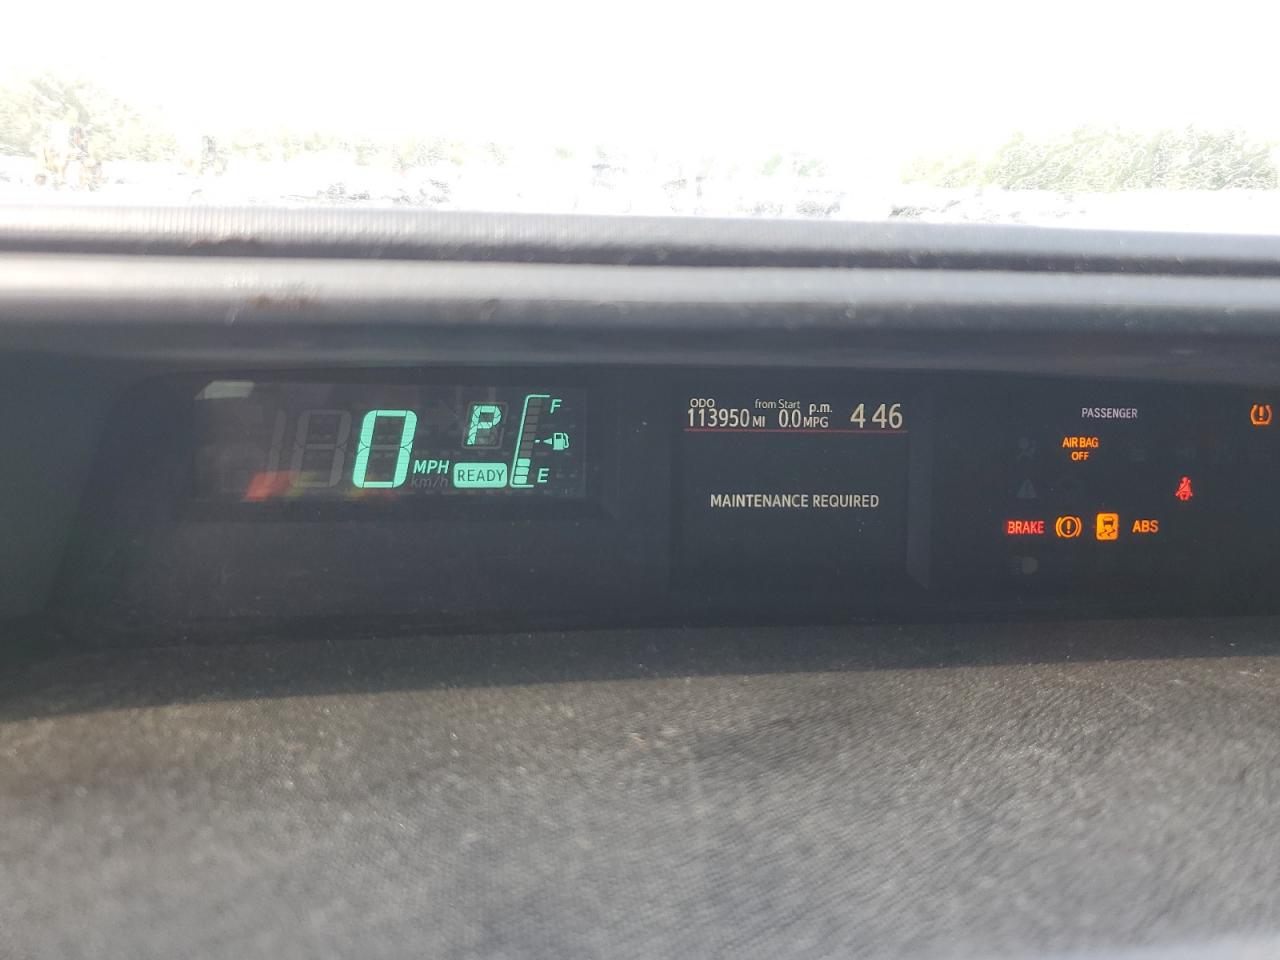 0 MPH km/h
P
READY
F
E
ODO from Start p.m.
113950 MI 0.0 MPG 4 46
MAINTENANCE REQUIRED
PASSENGER
AIR BAG
OFF
BRAKE ABS